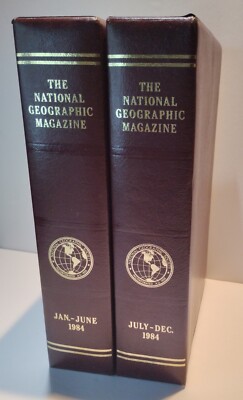 THE
NATIONAL
GEOGRAPHIC
MAGAZINE
JAN.-JUNE
1984
THE
NATIONAL
GEOGRAPHIC
MAGAZINE
JULY-DEC.
1984